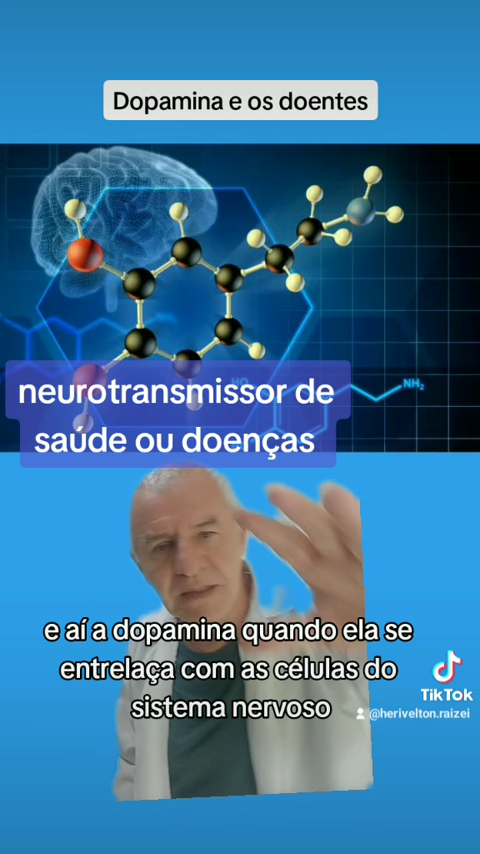 Dopamina e os doentes
NH₂
neurotransmissor de
saúde ou doenças
e aí a dopamina quando ela se
entrelaça com as células do
sistema nervoso
TikTok
@herivelton.raizei